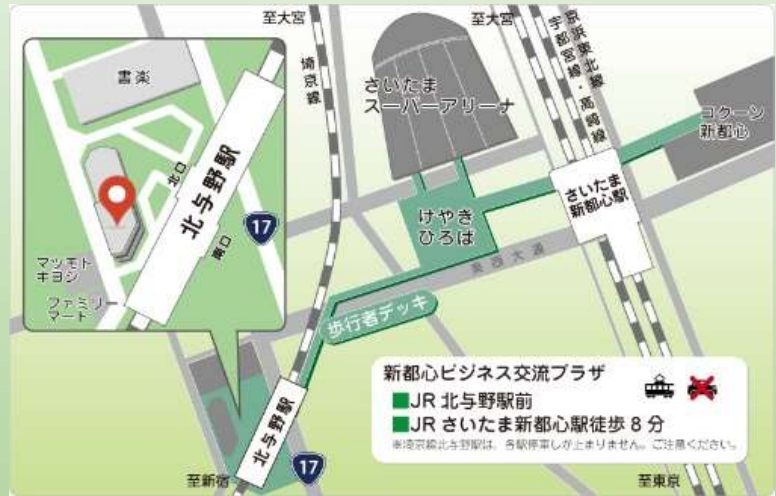 至大宮
至大宮
埼京線
宇都宮線・高崎線
京浜東北線
書楽
北与野駅
北口
南口
17
マツモト
キヨシ
ファミリー
マート
さいたま
スーパーアリーナ
コクーン
新都心
さいたま
新都心駅
けやき
ひろば
東西大通
歩行者デッキ
北与野駅
17
至新宿
至東京
新都心ビジネス交流プラザ
■JR 北与野駅前
■JR さいたま新都心駅徒歩 8 分
※埼京線北与野駅は、各駅停車しか止まりません。ご注意ください。